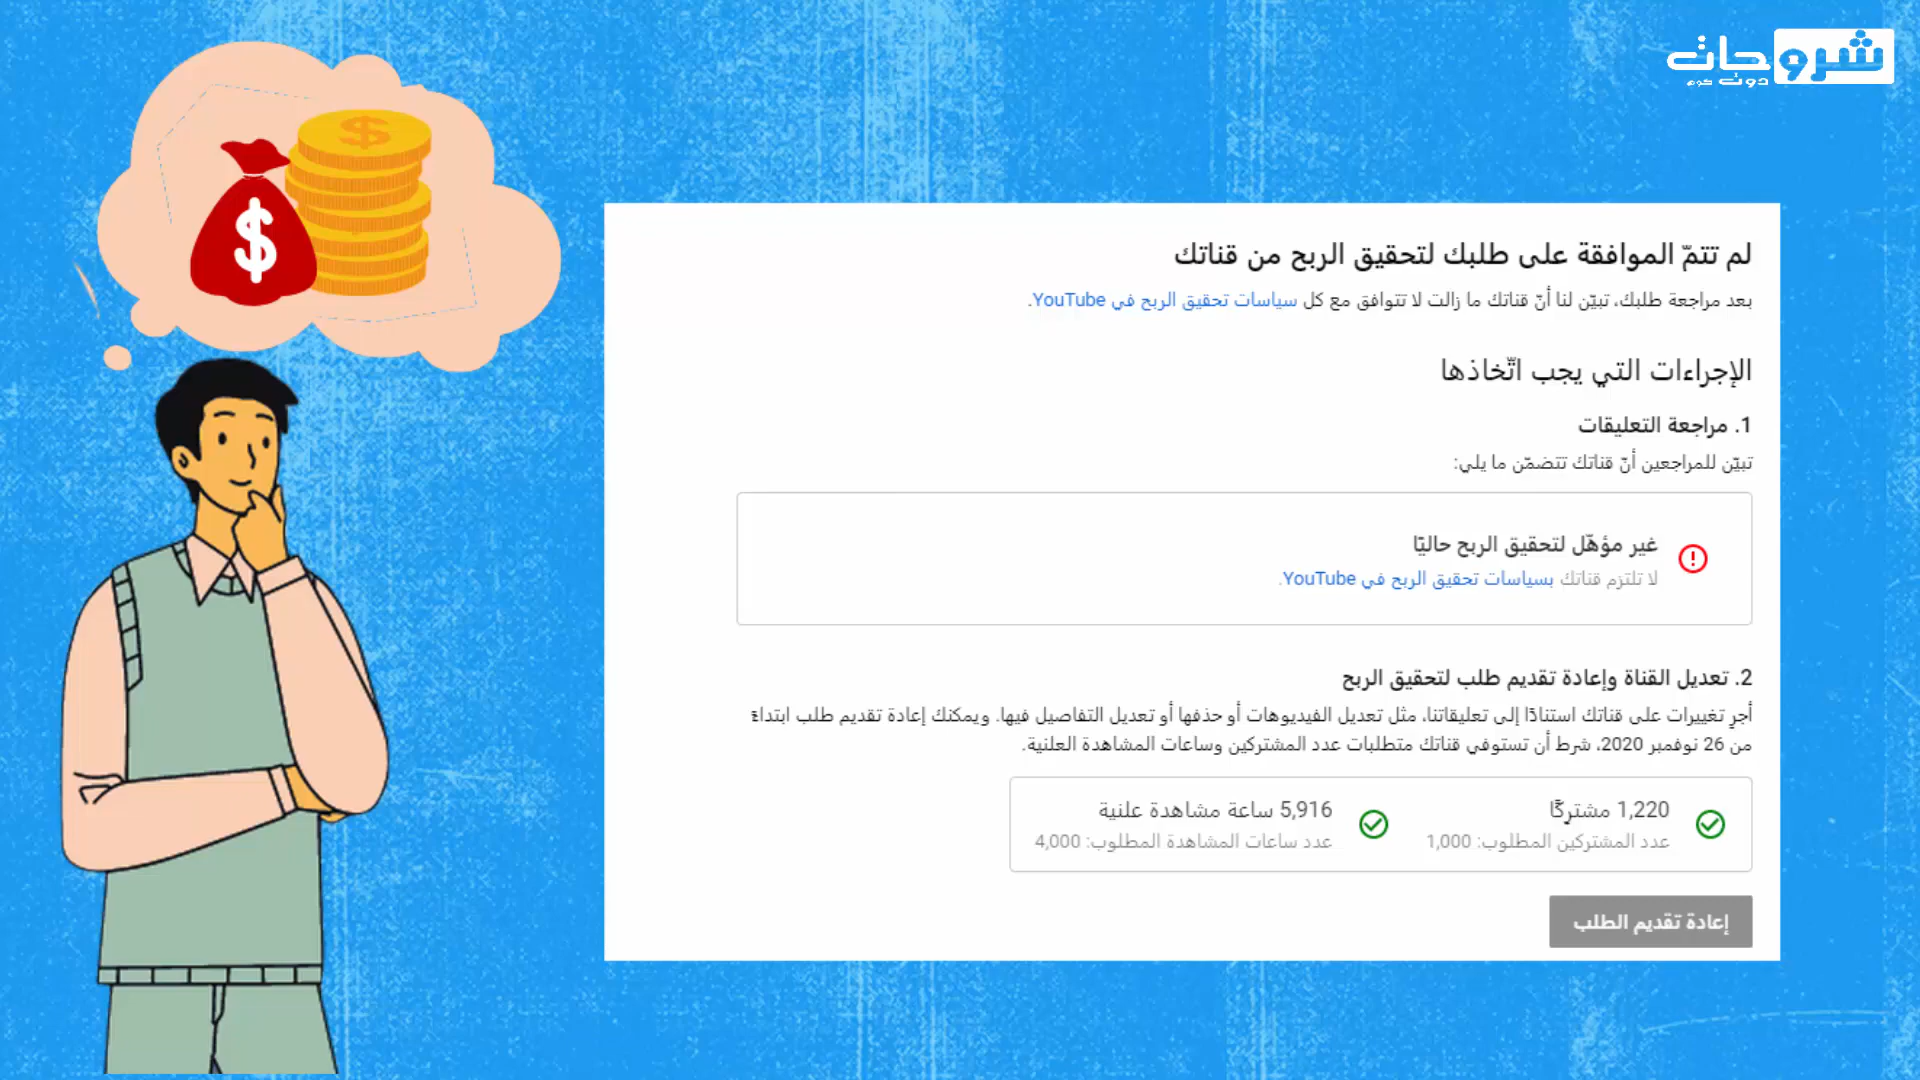 شروحات
دوت كوم
لم تتمّ الموافقة على طلبك لتحقيق الربح من قناتك
بعد مراجعة طلبك، تبيّن لنا أنّ قناتك ما زالت لا تتوافق مع كل سياسات تحقيق الربح في YouTube.
الإجراءات التي يجب اتّخاذها
1. مراجعة التعليقات
تبيّن للمراجعين أنّ قناتك تتضمّن ما يلي:
غير مؤهّل لتحقيق الربح حاليًا
لا تلتزم قناتك بسياسات تحقيق الربح في YouTube.
2. تعديل القناة وإعادة تقديم طلب لتحقيق الربح
أجرِ تغييرات على قناتك استنادًا إلى تعليقاتنا، مثل تعديل الفيديوهات أو حذفها أو تعديل التفاصيل فيها. ويمكنك إعادة تقديم طلب ابتداءً
من 26 نوفمبر 2020، شرط أن تستوفي قناتك متطلبات عدد المشتركين وساعات المشاهدة العلنية.
1,220 مشتركًا
عدد المشتركين المطلوب: 1,000
5,916 ساعة مشاهدة علنية
عدد ساعات المشاهدة المطلوب: 4,000
إعادة تقديم الطلب
$
$